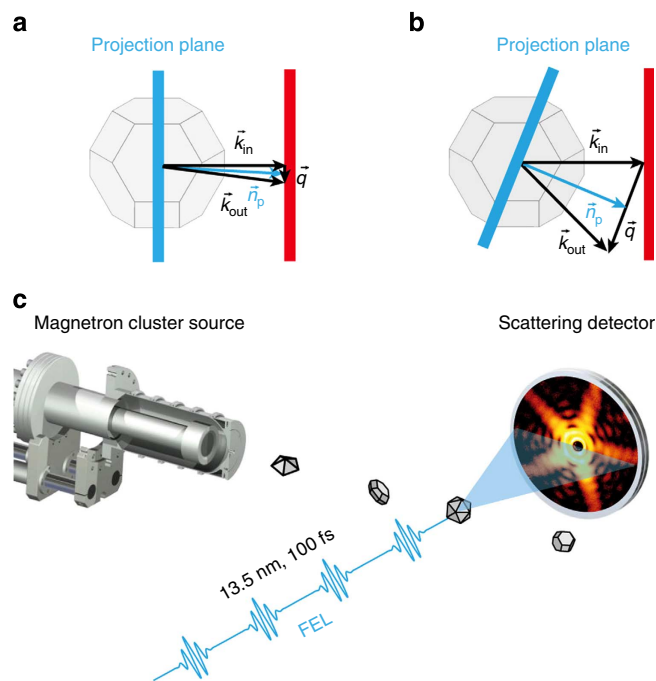 a
Projection plane
k⃗in
q⃗
n⃗p
k⃗out
b
Projection plane
k⃗in
n⃗p
q⃗
k⃗out
c
Magnetron cluster source
Scattering detector
13.5 nm, 100 fs
FEL